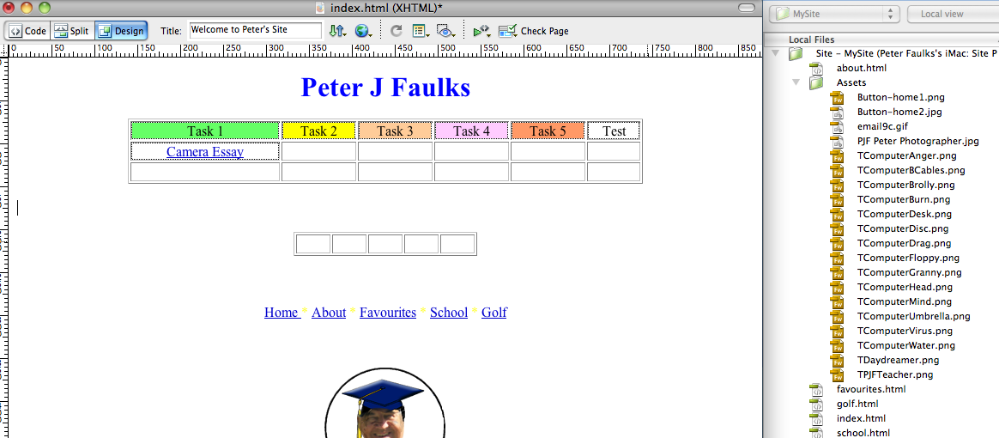 index.html (XHTML)*
MySite
Local view
Code Split Design Title: Welcome to Peter's Site Check Page
0 50 100 150 200 250 300 350 400 450 500 550 600 650 700 750 800 850
Local Files
Site - MySite (Peter Faulks's iMac: Site P
about.html
Assets
Button-home1.png
Button-home2.jpg
email9c.gif
PJF Peter Photographer.jpg
TComputerAnger.png
TComputerBCables.png
TComputerBrolly.png
TComputerBurn.png
TComputerDesk.png
TComputerDisc.png
TComputerDrag.png
TComputerFloppy.png
TComputerGranny.png
TComputerHead.png
TComputerMind.png
TComputerUmbrella.png
TComputerVirus.png
TComputerWater.png
TDaydreamer.png
TPJFTeacher.png
favourites.html
golf.html
index.html
school.html
Peter J Faulks
Task 1 Task 2 Task 3 Task 4 Task 5 Test
Camera Essay
Home * About * Favourites * School * Golf